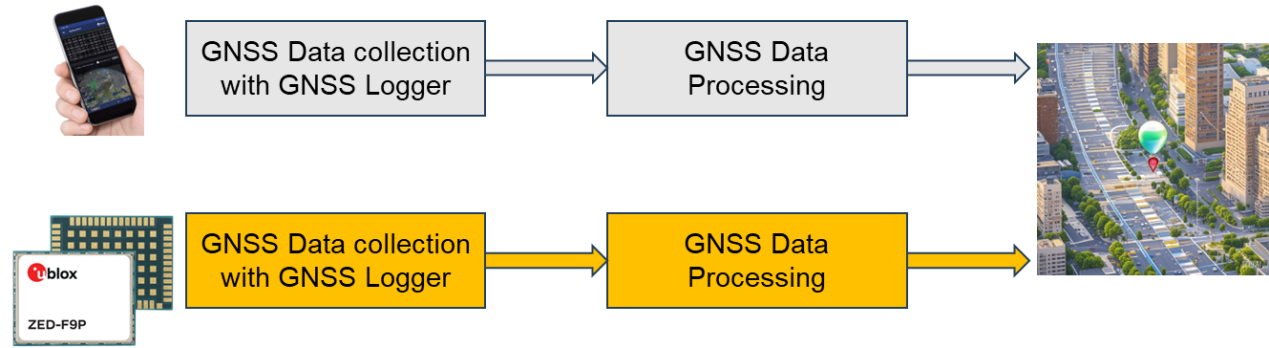 GNSS Data collection
with GNSS Logger
GNSS Data
Processing
GNSS Data collection
with GNSS Logger
GNSS Data
Processing
ublox
ZED-F9P